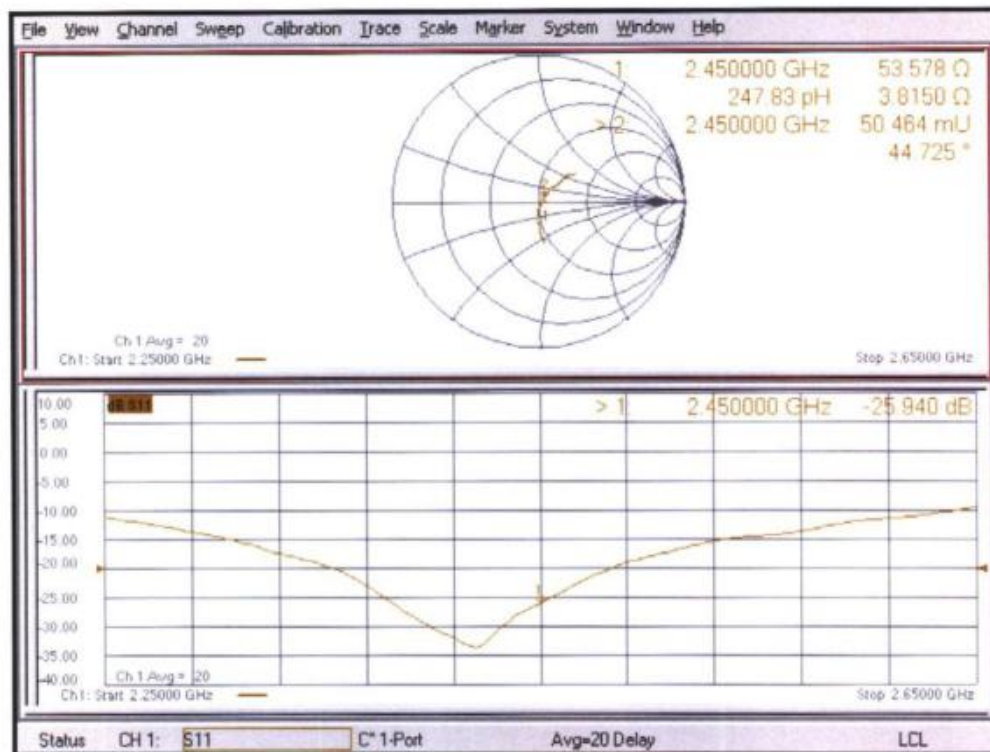 File View Channel Sweep Calibration Trace Scale Marker System Window Help
1 2.450000 GHz 53.578 Ω
247.83 pH 3.8150 Ω
> 2 2.450000 GHz 50.464 mU
44.725 °
Ch 1 Avg = 20
Ch1: Start 2.25000 GHz Stop 2.65000 GHz
10.00 dB S11 > 1 2.450000 GHz -25.940 dB
5.00
0.00
-5.00
-10.00
-15.00
-20.00
-25.00 1
-30.00
-35.00
-40.00
Ch 1 Avg = 20
Ch1: Start 2.25000 GHz Stop 2.65000 GHz
Status CH 1: S11 C* 1-Port Avg=20 Delay LCL